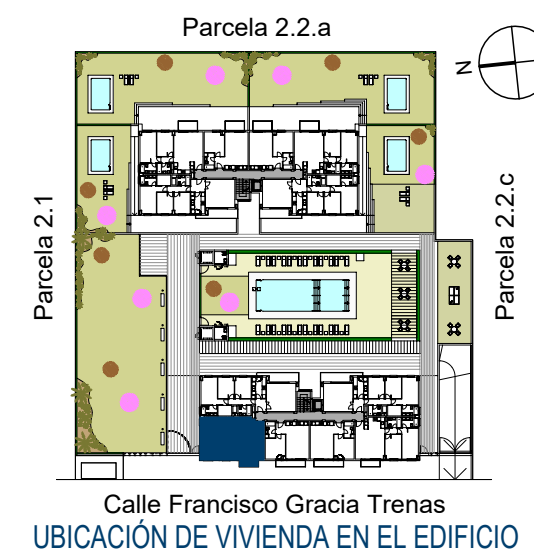 Parcela 2.2.a
N
Parcela 2.1
Parcela 2.2.c
Calle Francisco Gracia Trenas
UBICACIÓN DE VIVIENDA EN EL EDIFICIO